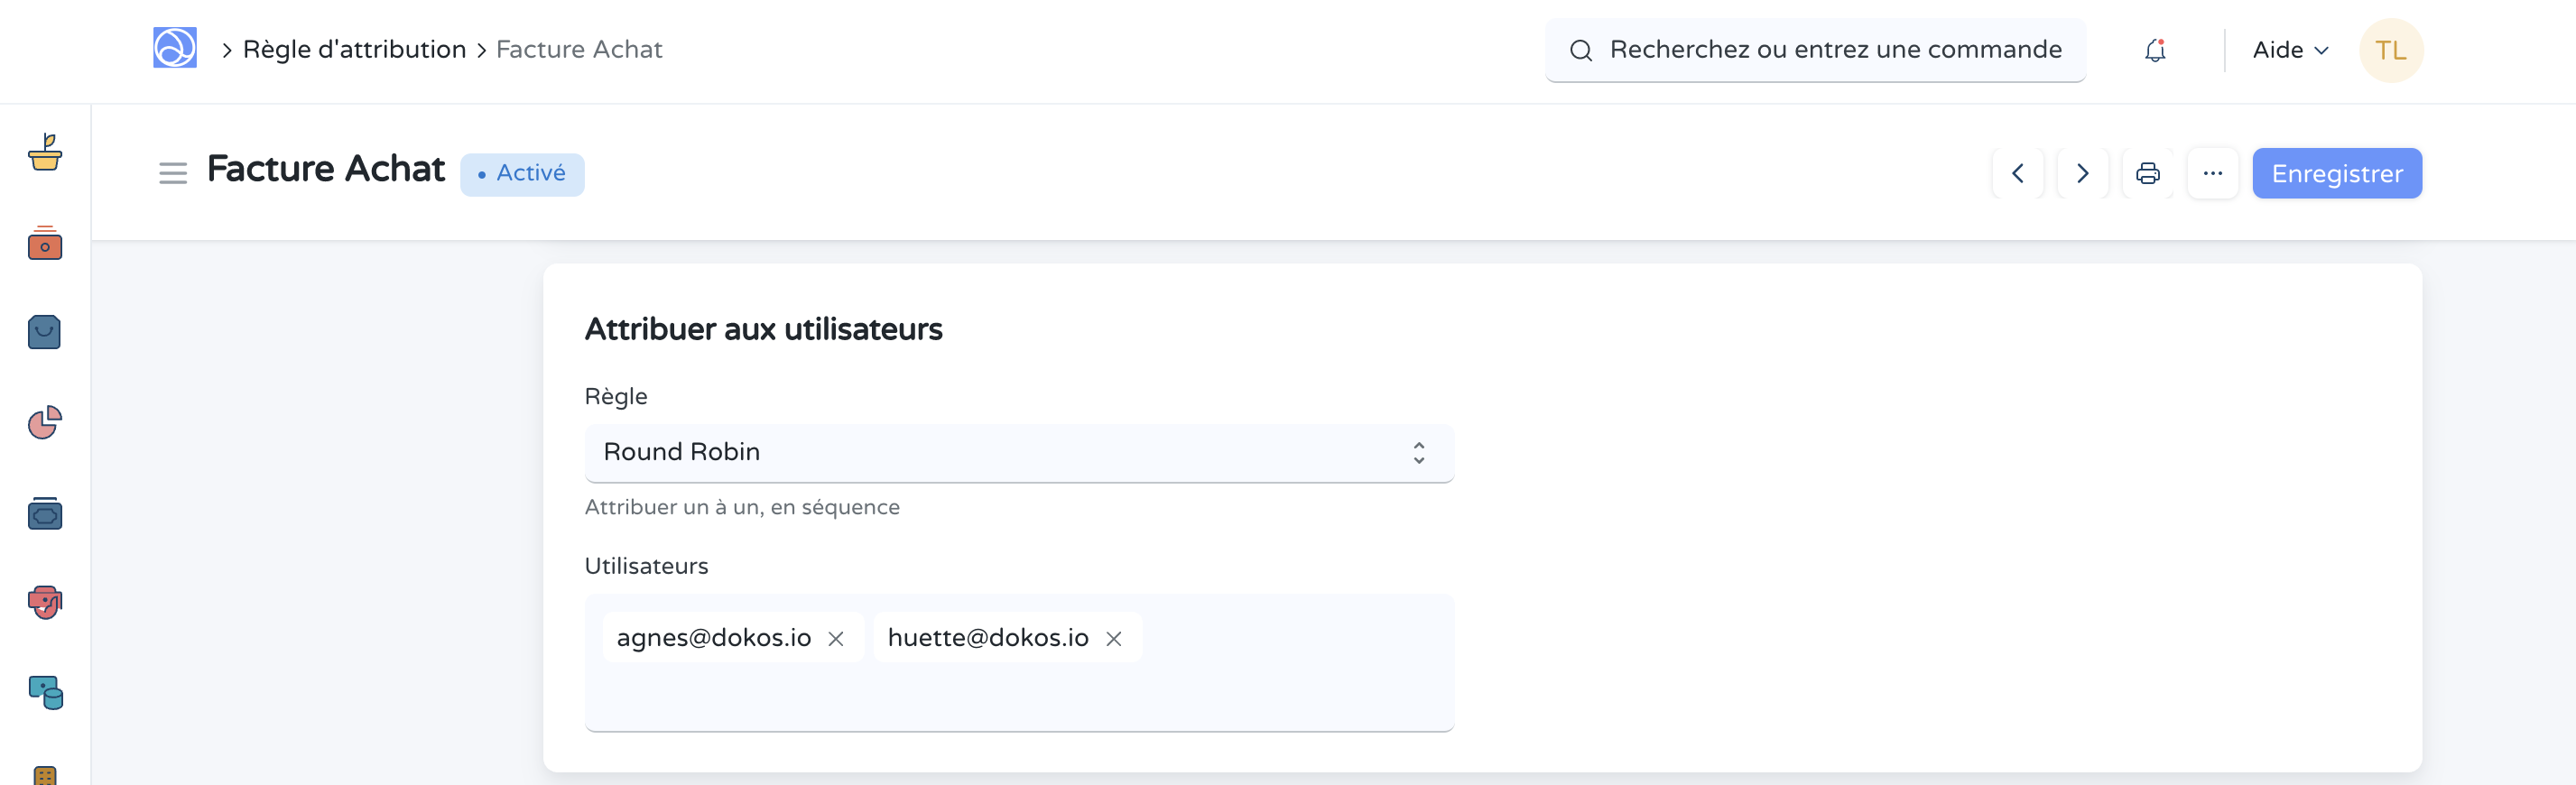 Règle d'attribution Facture Achat
Recherchez ou entrez une commande
Aide
TL
Facture Achat
Activé
Enregistrer
Attribuer aux utilisateurs
Règle
Round Robin
Attribuer un à un, en séquence
Utilisateurs
agnes@dokos.io huette@dokos.io